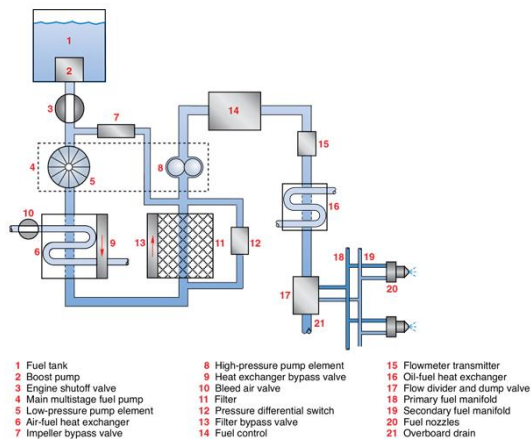 1
2
3
7
14
15
4
5
8
16
10
6
9
13
11
12
18
19
17
20
21
1 Fuel tank
2 Boost pump
3 Engine shutoff valve
4 Main multistage fuel pump
5 Low-pressure pump element
6 Air-fuel heat exchanger
7 Impeller bypass valve
8 High-pressure pump element
9 Heat exchanger bypass valve
10 Bleed air valve
11 Filter
12 Pressure differential switch
13 Filter bypass valve
14 Fuel control
15 Flowmeter transmitter
16 Oil-fuel heat exchanger
17 Flow divider and dump valve
18 Primary fuel manifold
19 Secondary fuel manifold
20 Fuel nozzles
21 Overboard drain